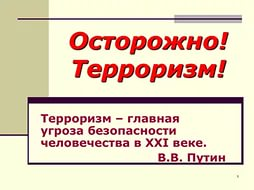 Осторожно!
Терроризм!
Терроризм – главная
угроза безопасности
человечества в XXI веке.
В.В. Путин